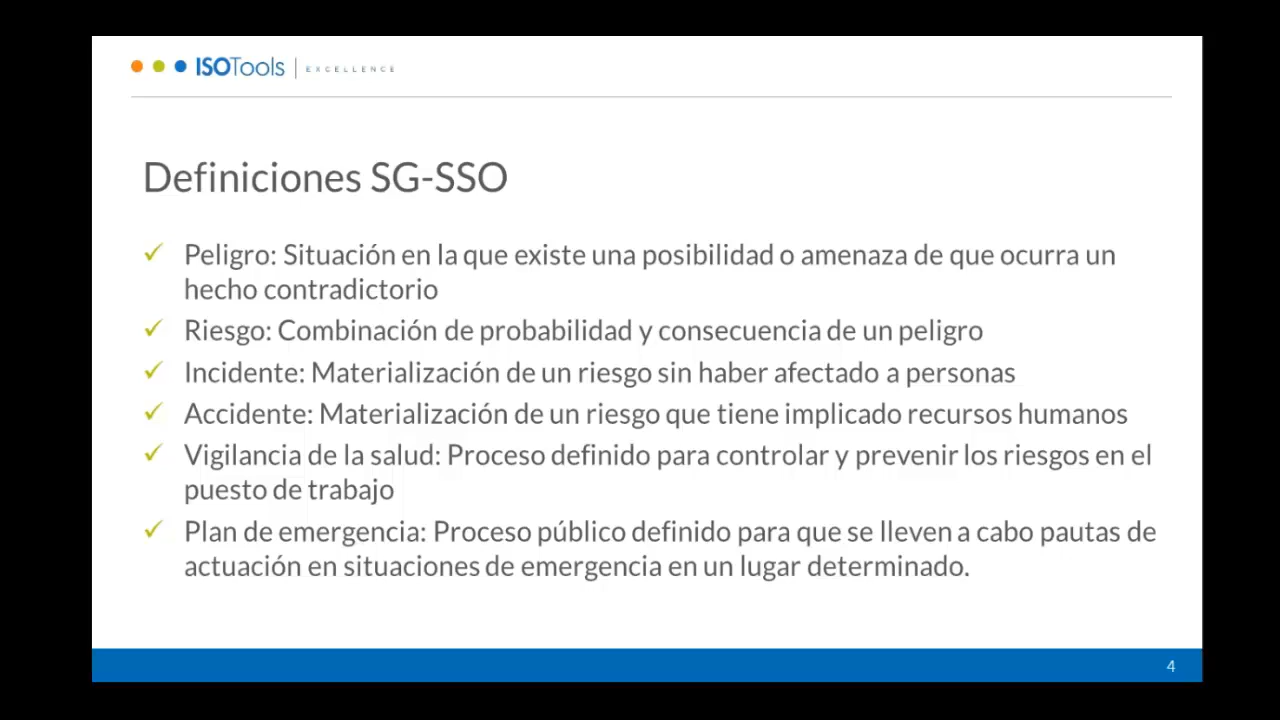 ISOTools | EXCELLENCE
Definiciones SG-SSO
✓ Peligro: Situación en la que existe una posibilidad o amenaza de que ocurra un
hecho contradictorio
✓ Riesgo: Combinación de probabilidad y consecuencia de un peligro
✓ Incidente: Materialización de un riesgo sin haber afectado a personas
✓ Accidente: Materialización de un riesgo que tiene implicado recursos humanos
✓ Vigilancia de la salud: Proceso definido para controlar y prevenir los riesgos en el
puesto de trabajo
✓ Plan de emergencia: Proceso público definido para que se lleven a cabo pautas de
actuación en situaciones de emergencia en un lugar determinado.
4